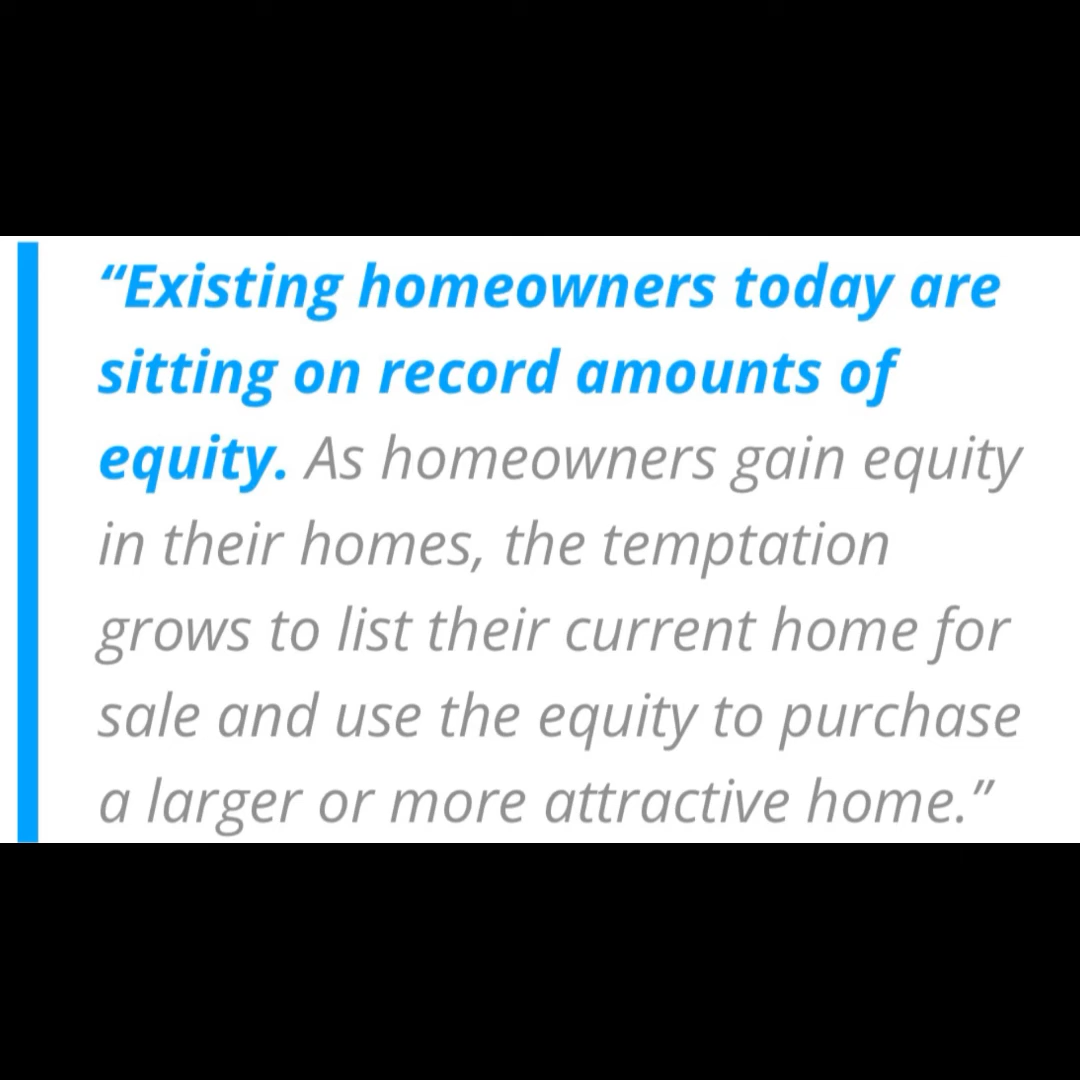 “Existing homeowners today are
sitting on record amounts of
equity. As homeowners gain equity
in their homes, the temptation
grows to list their current home for
sale and use the equity to purchase
a larger or more attractive home.”